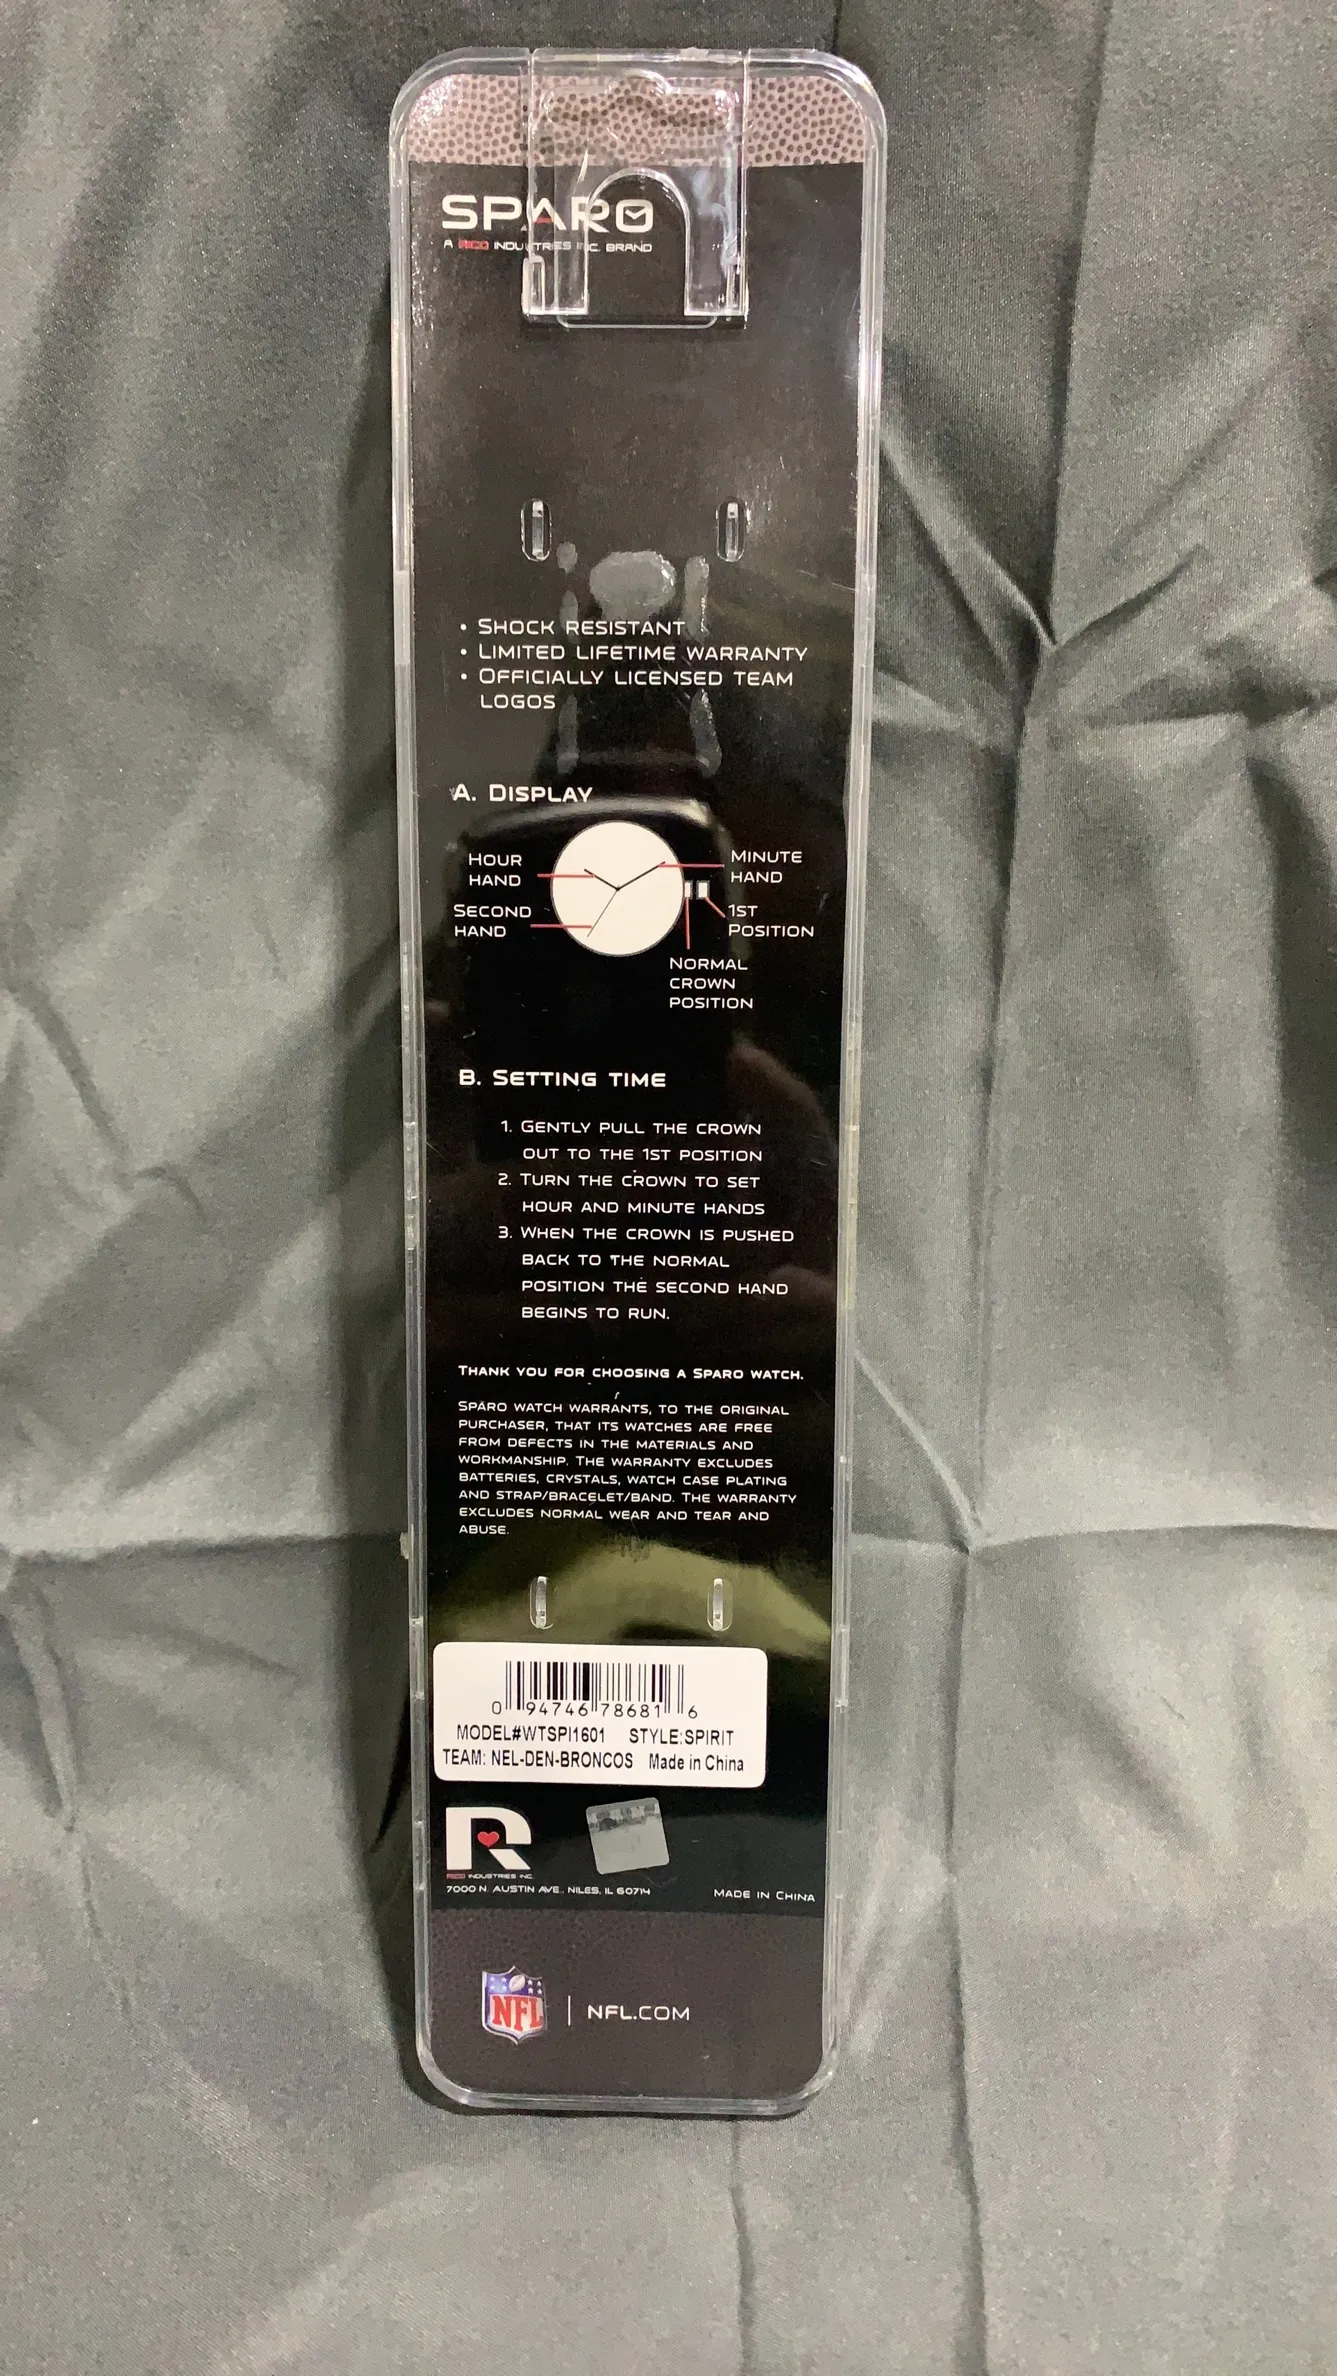 SPARO
A RICO INDUSTRIES INC. BRAND
• SHOCK RESISTANT
• LIMITED LIFETIME WARRANTY
• OFFICIALLY LICENSED TEAM
LOGOS
A. DISPLAY
HOUR
HAND
MINUTE
HAND
SECOND
HAND
1ST
POSITION
NORMAL
CROWN
POSITION
B. SETTING TIME
1. GENTLY PULL THE CROWN
OUT TO THE 1ST POSITION
2. TURN THE CROWN TO SET
HOUR AND MINUTE HANDS
3. WHEN THE CROWN IS PUSHED
BACK TO THE NORMAL
POSITION THE SECOND HAND
BEGINS TO RUN.
THANK YOU FOR CHOOSING A SPARO WATCH.
SPARO WATCH WARRANTS, TO THE ORIGINAL
PURCHASER, THAT ITS WATCHES ARE FREE
FROM DEFECTS IN THE MATERIALS AND
WORKMANSHIP. THE WARRANTY EXCLUDES
BATTERIES, CRYSTALS, WATCH CASE PLATING
AND STRAP/BRACELET/BAND. THE WARRANTY
EXCLUDES NORMAL WEAR AND TEAR AND
ABUSE.
0 94746 78681 6
MODEL#WTSPI1601 STYLE:SPIRIT
TEAM: NEL-DEN-BRONCOS Made in China
R
RICO INDUSTRIES INC.
7000 N. AUSTIN AVE., NILES, IL 60714 MADE IN CHINA
NFL | NFL.COM